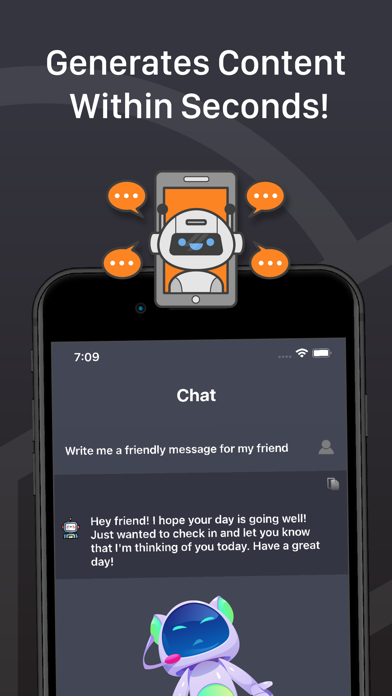 Generates Content
Within Seconds!
7:09
Chat
Write me a friendly message for my friend
Hey friend! I hope your day is going well!
Just wanted to check in and let you know
that I'm thinking of you today. Have a great
day!